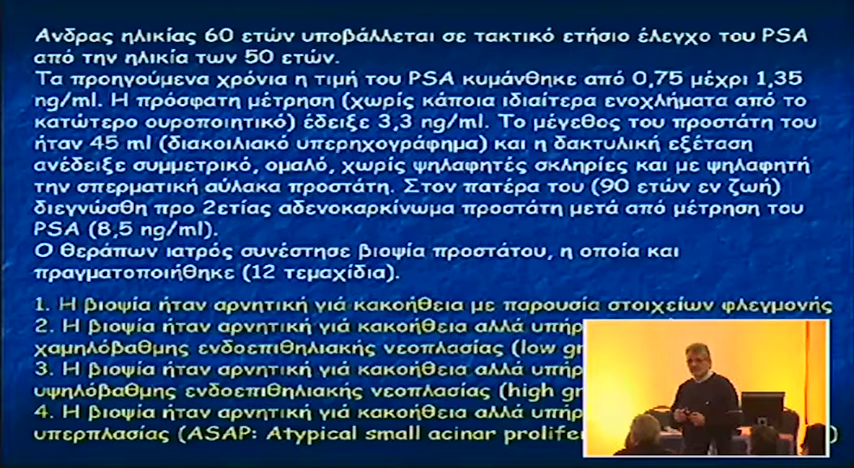 Ανδρας ηλικίας 60 ετών υποβάλλεται σε τακτικό ετήσιο έλεγχο του PSA
από την ηλικία των 50 ετών.
Τα προηγούμενα χρόνια η τιμή του PSA κυμάνθηκε από 0,75 μέχρι 1,35
ng/ml. Η πρόσφατη μέτρηση (χωρίς κάποια ιδιαίτερα ενοχλήματα από το
κατώτερο ουροποιητικό) έδειξε 3,3 ng/ml. Το μέγεθος του προστάτη του
ήταν 45 ml (διακοιλιακό υπερηχογράφημα) και η δακτυλική εξέταση
ανέδειξε συμμετρικό, ομαλό, χωρίς ψηλαφητές σκληρίες και με ψηλαφητή
την σπερματική αύλακα προστάτη. Στον πατέρα του (90 ετών εν ζωή)
διεγνώσθη προ 2ετίας αδενοκαρκίνωμα προστάτη μετά από μέτρηση του
PSA (8,5 ng/ml).
Ο θεράπων ιατρός συνέστησε βιοψία προστάτου, η οποία και
πραγματοποιήθηκε (12 τεμαχίδια).
1. Η βιοψία ήταν αρνητική γιά κακοήθεια με παρουσία στοιχείων φλεγμονής
2. Η βιοψία ήταν αρνητική γιά κακοήθεια αλλά
χαμηλόβαθμης ενδοεπιθηλιακής νεοπλασίας (low
3. Η βιοψία ήταν αρνητική γιά κακοήθεια αλλά
υψηλόβαθμης ενδοεπιθηλιακής νεοπλασίας (high
4. Η βιοψία ήταν αρνητική γιά κακοήθεια αλλά
υπερπλασίας (ASAP: Atypical small acinar